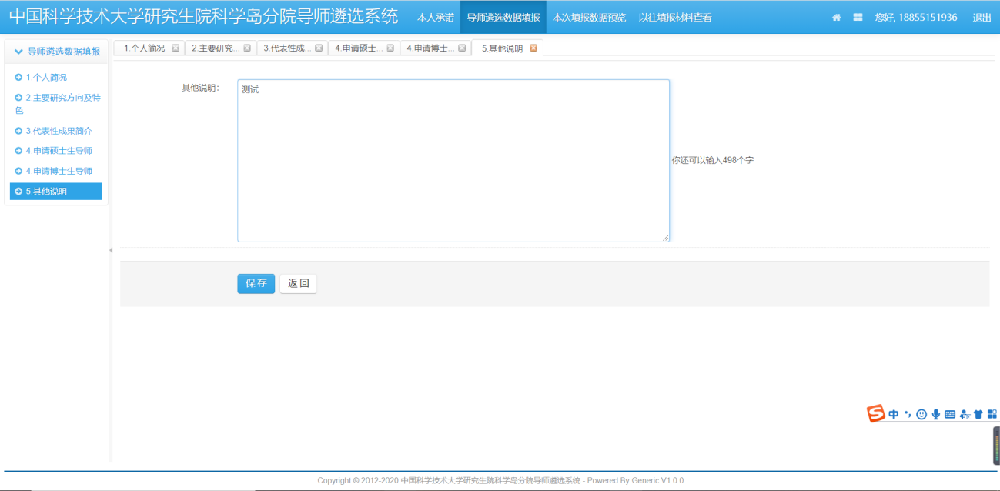 中国科学技术大学研究生院科学岛分院导师遴选系统 本人承诺 导师遴选数据填报 本次填报数据预览 以往填报材料查看 您好, 18855151936 退出
导师遴选数据填报
1.个人简况
2.主要研究方向及特
色
3.代表性成果简介
4.申请硕士生导师
4.申请博士生导师
5.其他说明
1.个人简况 2.主要研究... 3.代表性成... 4.申请硕士... 4.申请博士... 5.其他说明
其他说明：
测试
你还可以输入498个字
保存 返回
中
Copyright © 2012-2020 中国科学技术大学研究生院科学岛分院导师遴选系统 - Powered By Generic V1.0.0